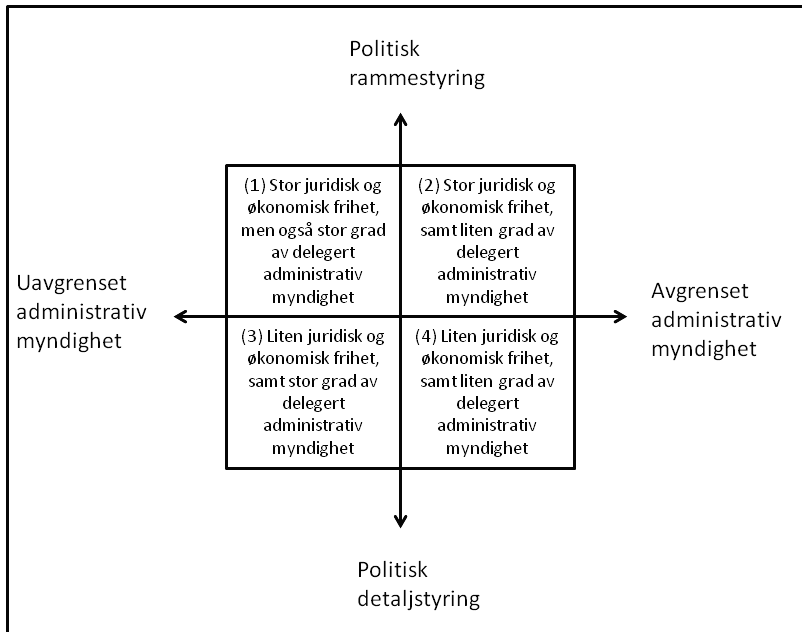 Politisk
rammestyring
(1) Stor juridisk og
økonomisk frihet,
men også stor grad
av delegert
administrativ
myndighet
(2) Stor juridisk og
økonomisk frihet,
samt liten grad av
delegert
administrativ
myndighet
Uavgrenset
administrativ
myndighet
Avgrenset
administrativ
myndighet
(3) Liten juridisk og
økonomisk frihet,
samt stor grad av
delegert
administrativ
myndighet
(4) Liten juridisk og
økonomisk frihet,
samt liten grad av
delegert
administrativ
myndighet
Politisk
detaljstyring